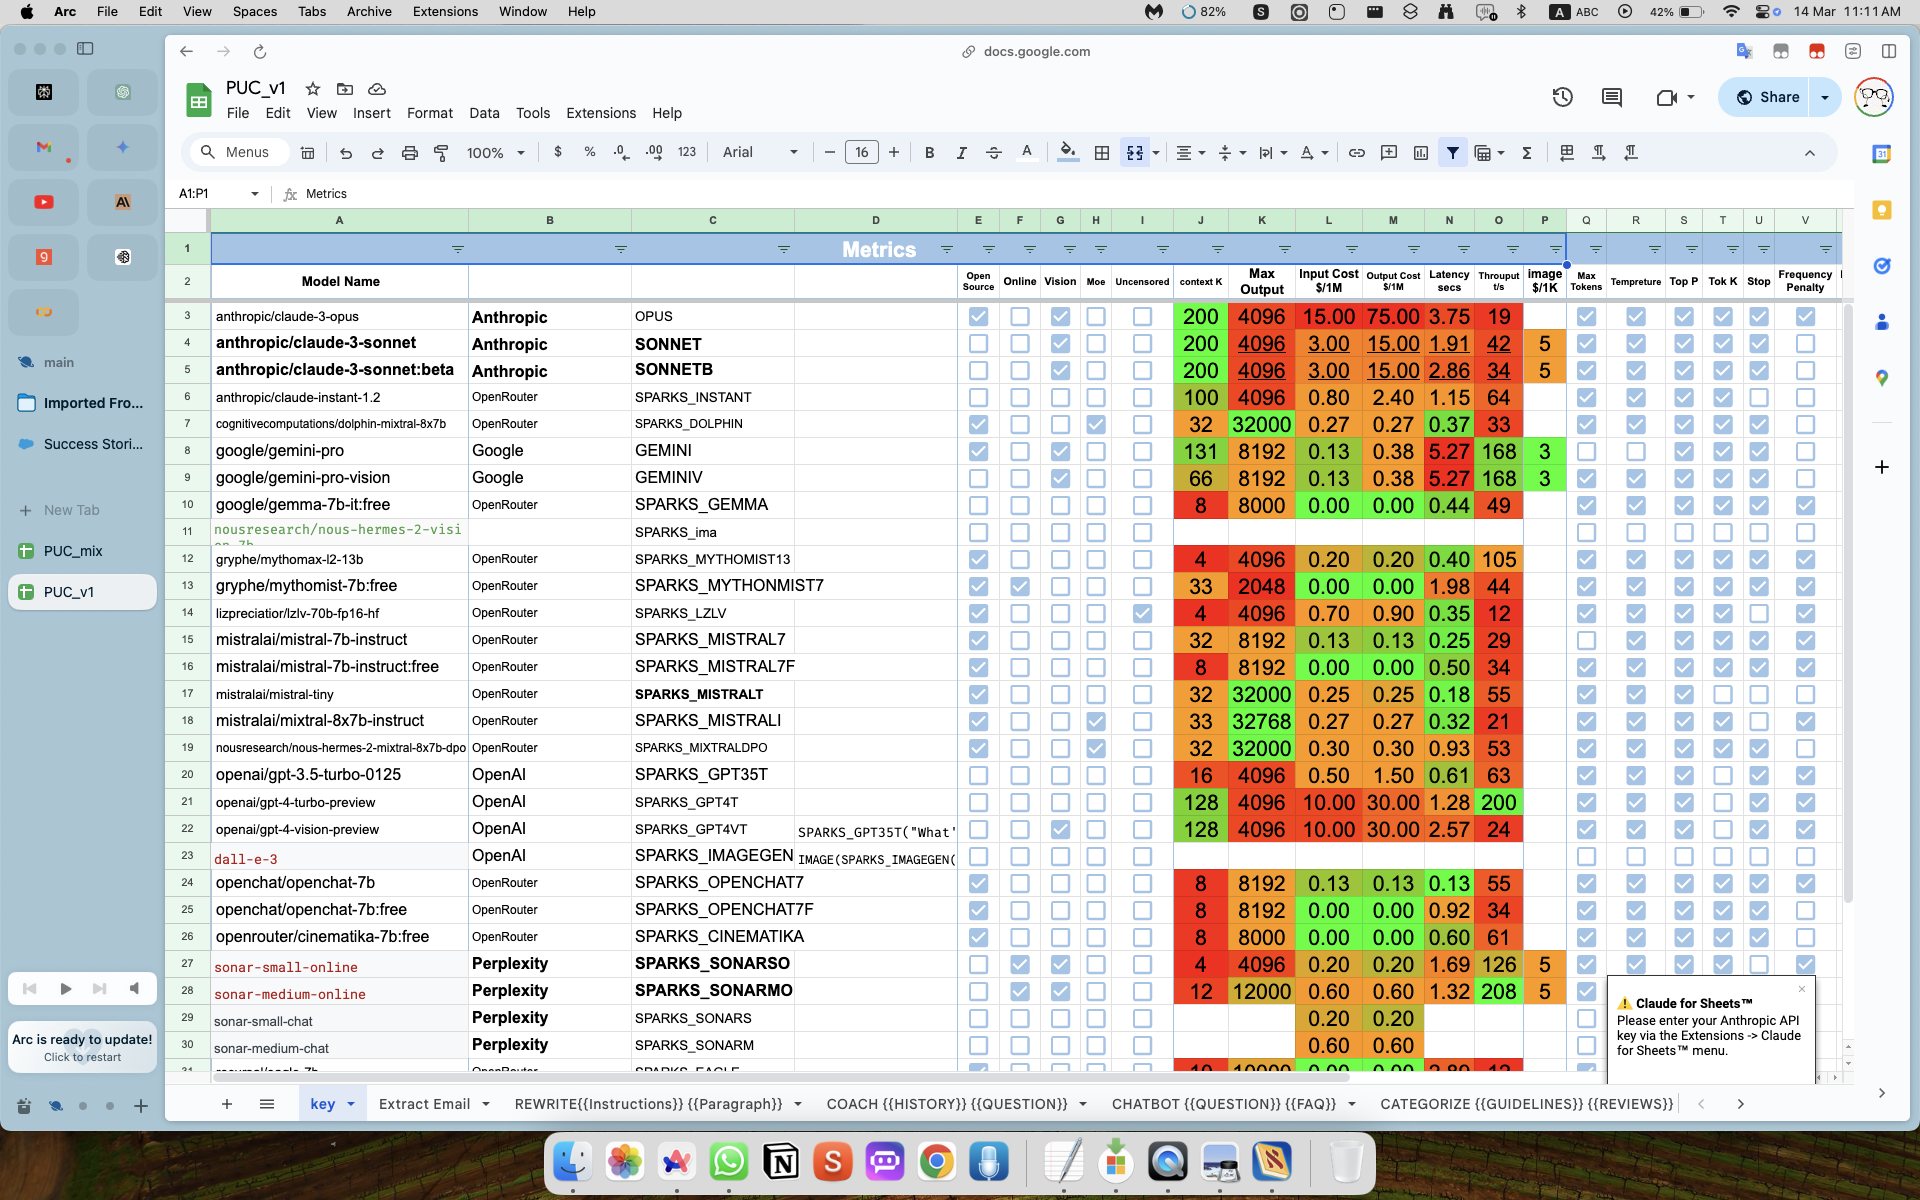 Arc File Edit View Spaces Tabs Archive Extensions Window Help 82% S A ABC 42% 14 Mar 11:11 AM
docs.google.com
PUC_v1
File Edit View Insert Format Data Tools Extensions Help
Share
Menus 100% $ % .0 .00 123 Arial 16 B I S A
A1:P1 fx Metrics
A B C D E F G H I J K L M N O P Q R S T U V
1 Metrics
2 Model Name Open Source Online Vision Moe Uncensored context K Max Output Input Cost $/1M Output Cost $/1M Latency secs Throuput t/s image $/1K Max Tokens Tempreture Top P Tok K Stop Frequency Penalty
3 anthropic/claude-3-opus Anthropic OPUS 200 4096 15.00 75.00 3.75 19
4 anthropic/claude-3-sonnet Anthropic SONNET 200 4096 3.00 15.00 1.91 42 5
5 anthropic/claude-3-sonnet:beta Anthropic SONNETB 200 4096 3.00 15.00 2.86 34 5
6 anthropic/claude-instant-1.2 OpenRouter SPARKS_INSTANT 100 4096 0.80 2.40 1.15 64
7 cognitivecomputations/dolphin-mixtral-8x7b OpenRouter SPARKS_DOLPHIN 32 32000 0.27 0.27 0.37 33
8 google/gemini-pro Google GEMINI 131 8192 0.13 0.38 5.27 168 3
9 google/gemini-pro-vision Google GEMINIV 66 8192 0.13 0.38 5.27 168 3
10 google/gemma-7b-it:free OpenRouter SPARKS_GEMMA 8 8000 0.00 0.00 0.44 49
11 nousresearch/nous-hermes-2-visi SPARKS_ima
12 gryphe/mythomax-l2-13b OpenRouter SPARKS_MYTHOMIST13 4 4096 0.20 0.20 0.40 105
13 gryphe/mythomist-7b:free OpenRouter SPARKS_MYTHONMIST7 33 2048 0.00 0.00 1.98 44
14 lizpreciatior/lzlv-70b-fp16-hf OpenRouter SPARKS_LZLV 4 4096 0.70 0.90 0.35 12
15 mistralai/mistral-7b-instruct OpenRouter SPARKS_MISTRAL7 32 8192 0.13 0.13 0.25 29
16 mistralai/mistral-7b-instruct:free OpenRouter SPARKS_MISTRAL7F 8 8192 0.00 0.00 0.50 34
17 mistralai/mistral-tiny OpenRouter SPARKS_MISTRALT 32 32000 0.25 0.25 0.18 55
18 mistralai/mixtral-8x7b-instruct OpenRouter SPARKS_MISTRALI 33 32768 0.27 0.27 0.32 21
19 nousresearch/nous-hermes-2-mixtral-8x7b-dpo OpenRouter SPARKS_MIXTRALDPO 32 32000 0.30 0.30 0.93 53
20 openai/gpt-3.5-turbo-0125 OpenAI SPARKS_GPT35T 16 4096 0.50 1.50 0.61 63
21 openai/gpt-4-turbo-preview OpenAI SPARKS_GPT4T 128 4096 10.00 30.00 1.28 200
22 openai/gpt-4-vision-preview OpenAI SPARKS_GPT4VT SPARKS_GPT35T("What' 128 4096 10.00 30.00 2.57 24
23 dall-e-3 OpenAI SPARKS_IMAGEGEN IMAGE(SPARKS_IMAGEGEN(
24 openchat/openchat-7b OpenRouter SPARKS_OPENCHAT7 8 8192 0.13 0.13 0.13 55
25 openchat/openchat-7b:free OpenRouter SPARKS_OPENCHAT7F 8 8192 0.00 0.00 0.92 34
26 openrouter/cinematika-7b:free OpenRouter SPARKS_CINEMATIKA 8 8000 0.00 0.00 0.60 61
27 sonar-small-online Perplexity SPARKS_SONARSO 4 4096 0.20 0.20 1.69 126 5
28 sonar-medium-online Perplexity SPARKS_SONARMO 12 12000 0.60 0.60 1.32 208 5
29 sonar-small-chat Perplexity SPARKS_SONARS 0.20 0.20
30 sonar-medium-chat Perplexity SPARKS_SONARM 0.60 0.60
main
Imported Fro...
Success Stori...
New Tab
PUC_mix
PUC_v1
Arc is ready to update!
Click to restart
Claude for Sheets™
Please enter your Anthropic API
key via the Extensions -> Claude
for Sheets™ menu.
key Extract Email REWRITE{{Instructions}} {{Paragraph}} COACH {{HISTORY}} {{QUESTION}} CHATBOT {{QUESTION}} {{FAQ}} CATEGORIZE {{GUIDELINES}} {{REVIEWS}}